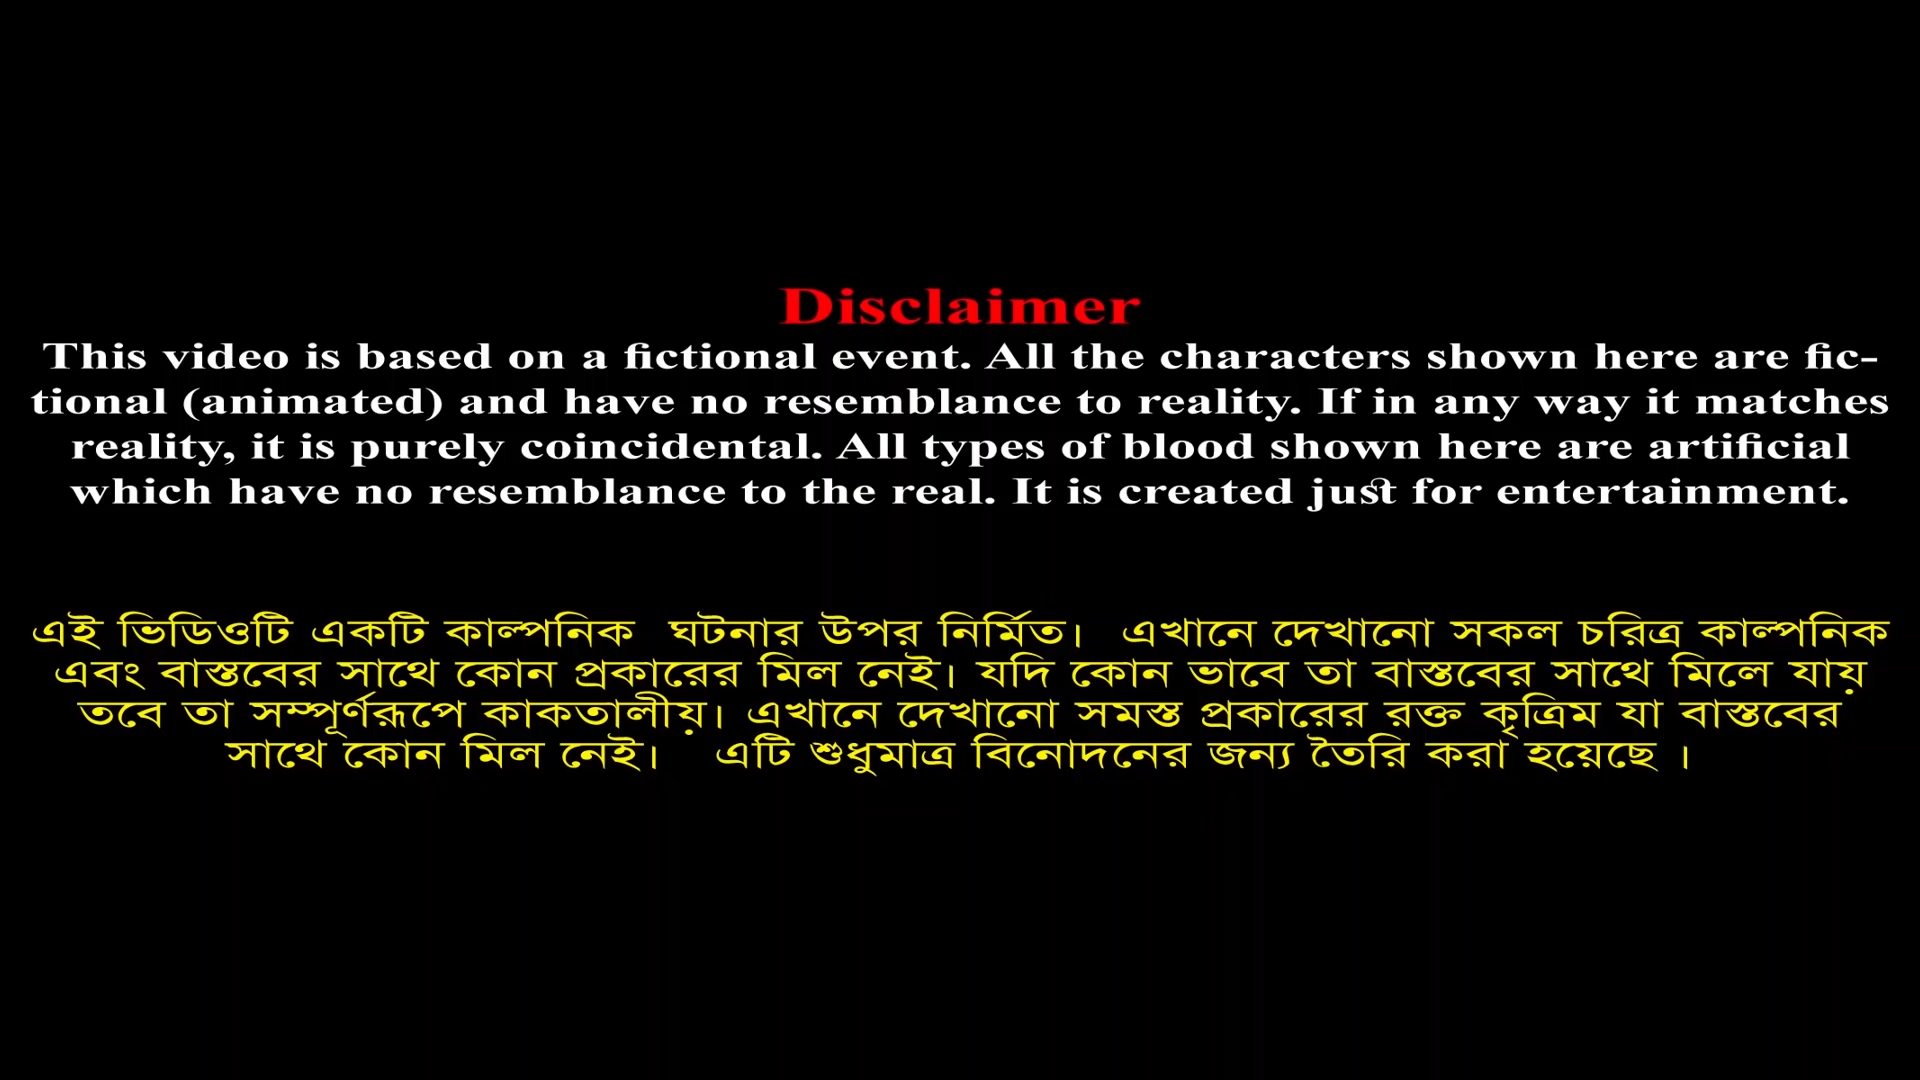 Disclaimer
This video is based on a fictional event. All the characters shown here are fic-
tional (animated) and have no resemblance to reality. If in any way it matches
reality, it is purely coincidental. All types of blood shown here are artificial
which have no resemblance to the real. It is created just for entertainment.
এই ভিডিওটি একটি কাল্পনিক ঘটনার উপর নির্মিত। এখানে দেখানো সকল চরিত্র কাল্পনিক
এবং বাস্তবের সাথে কোন প্রকারের মিল নেই। যদি কোন ভাবে তা বাস্তবের সাথে মিলে যায়
তবে তা সম্পূর্ণরূপে কাকতালীয়। এখানে দেখানো সমস্ত প্রকারের রক্ত কৃত্রিম যা বাস্তবের
সাথে কোন মিল নেই। এটি শুধুমাত্র বিনোদনের জন্য তৈরি করা হয়েছে ।